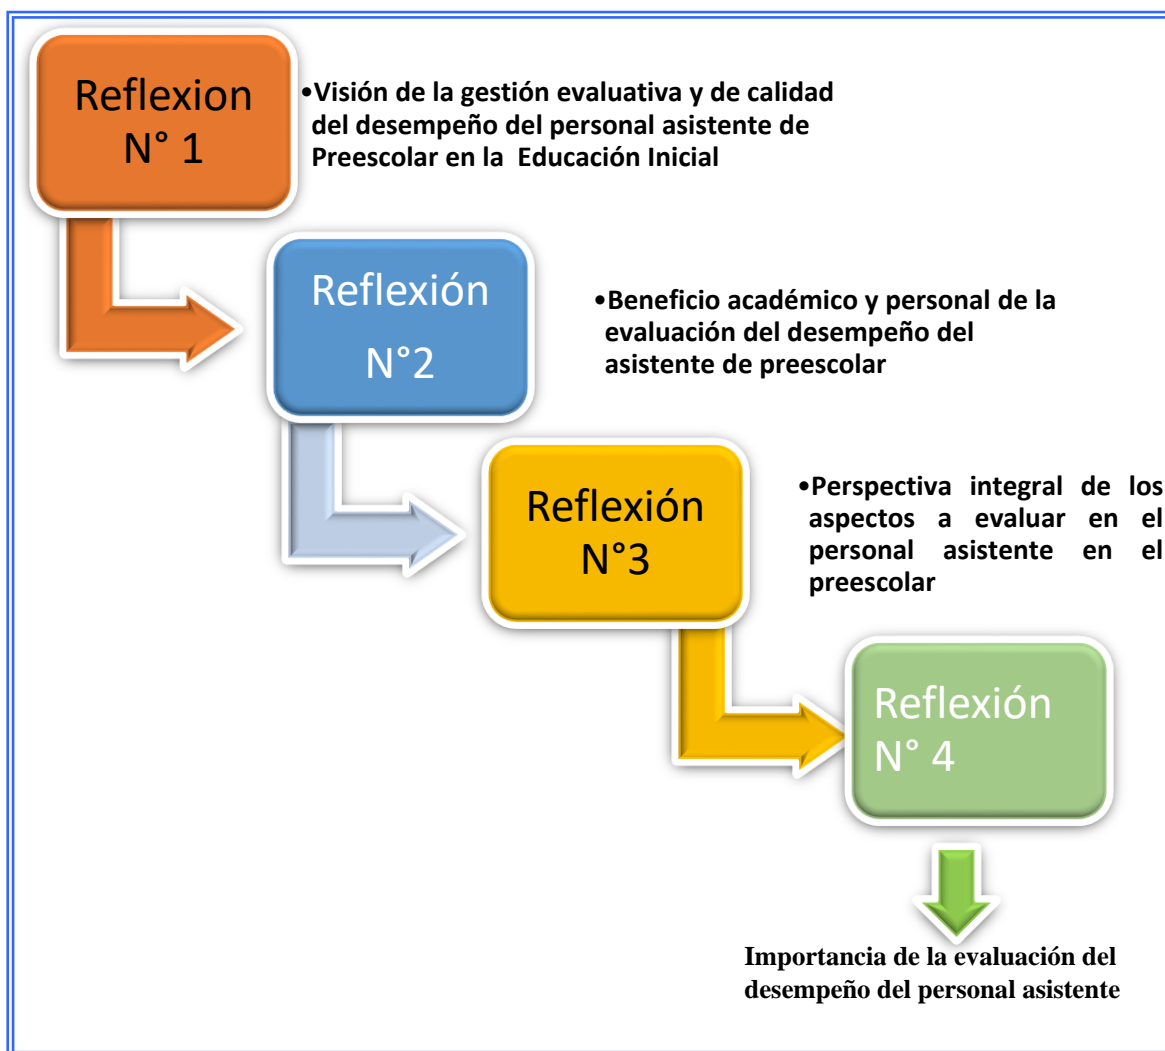 Reflexion
N° 1
•Visión de la gestión evaluativa y de calidad
del desempeño del personal asistente de
Preescolar en la Educación Inicial
Reflexión
N°2
•Beneficio académico y personal de la
evaluación del desempeño del
asistente de preescolar
Reflexión
N°3
•Perspectiva integral de los
aspectos a evaluar en el
personal asistente en el
preescolar
Reflexión
N° 4
Importancia de la evaluación del
desempeño del personal asistente